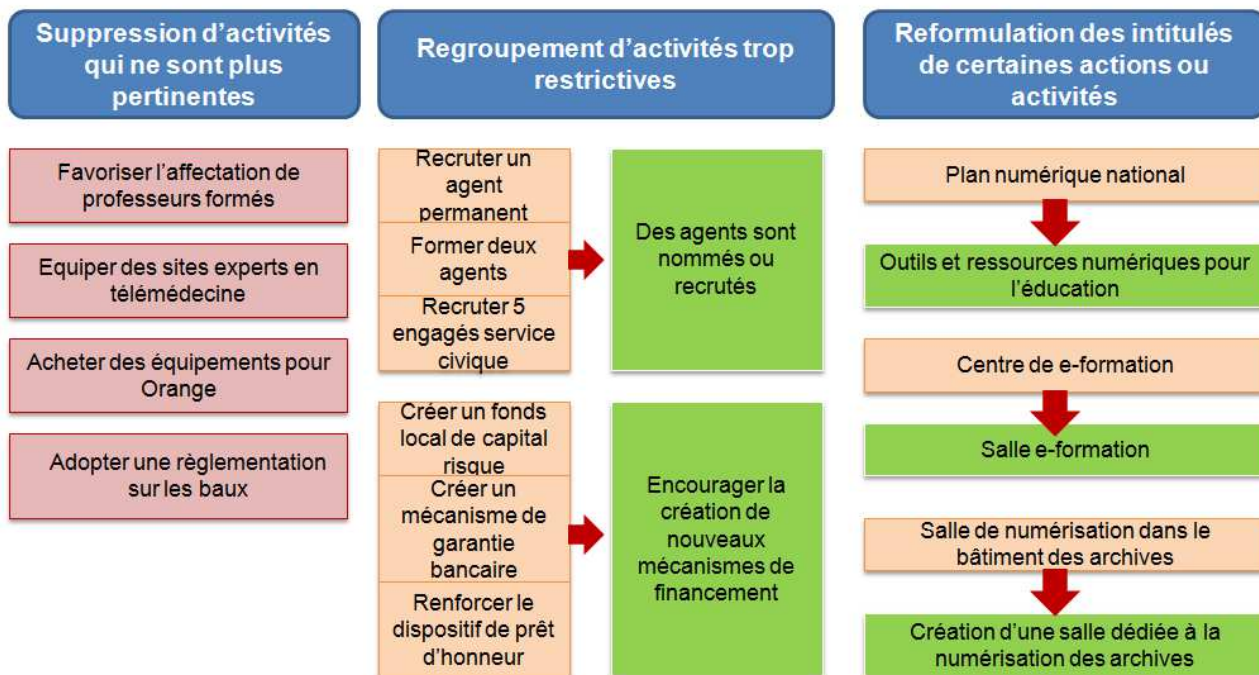 Suppression d’activités
qui ne sont plus
pertinentes
Favoriser l’affectation de
professeurs formés
Equiper des sites experts en
télémédecine
Acheter des équipements pour
Orange
Adopter une règlementation
sur les baux
Regroupement d’activités trop
restrictives
Recruter un
agent
permanent
Former deux
agents
Recruter 5
engagés service
civique
Des agents sont
nommés ou
recrutés
Créer un fonds
local de capital
risque
Créer un
mécanisme de
garantie
bancaire
Renforcer le
dispositif de prêt
d’honneur
Encourager la
création de
nouveaux
mécanismes de
financement
Reformulation des intitulés
de certaines actions ou
activités
Plan numérique national
Outils et ressources numériques pour
l’éducation
Centre de e-formation
Salle e-formation
Salle de numérisation dans le
bâtiment des archives
Création d’une salle dédiée à la
numérisation des archives